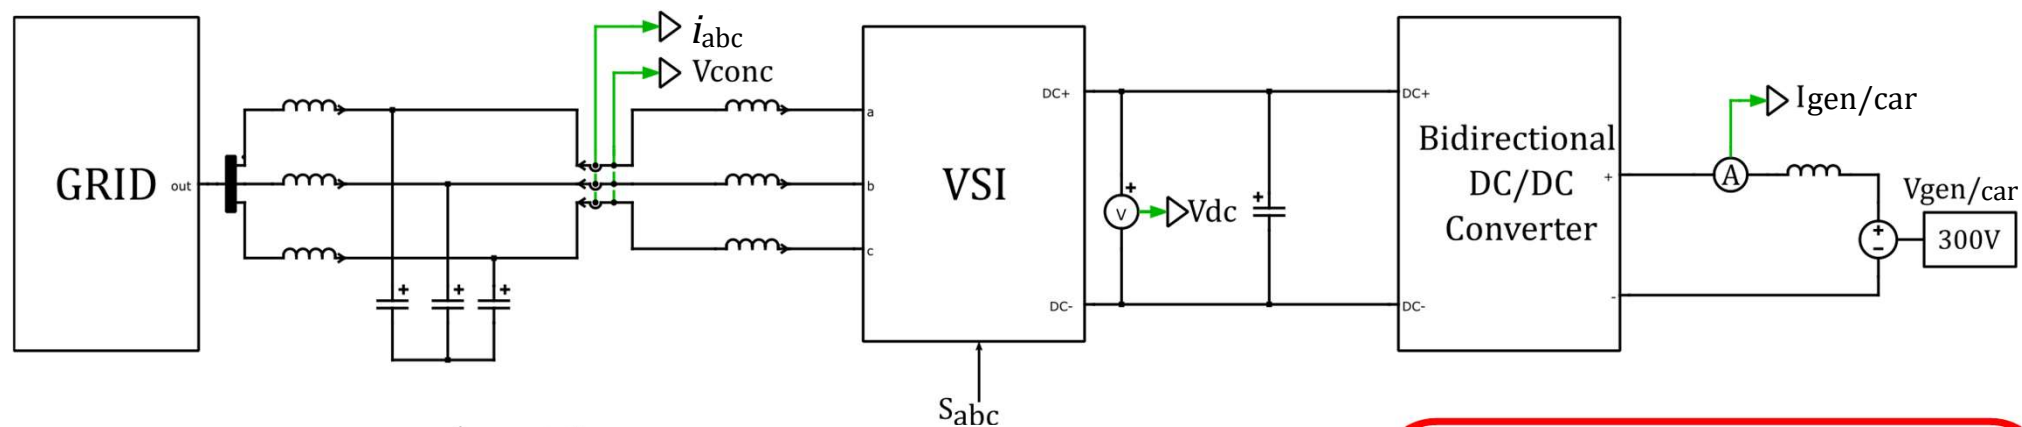 GRID
out
iabc
Vconc
a
b
c
VSI
DC+
DC-
Sabc
V
+
Vdc
+
DC+
DC-
Bidirectional
DC/DC
Converter
+
-
A
Igen/car
Vgen/car
+
−
300V
+
+
+